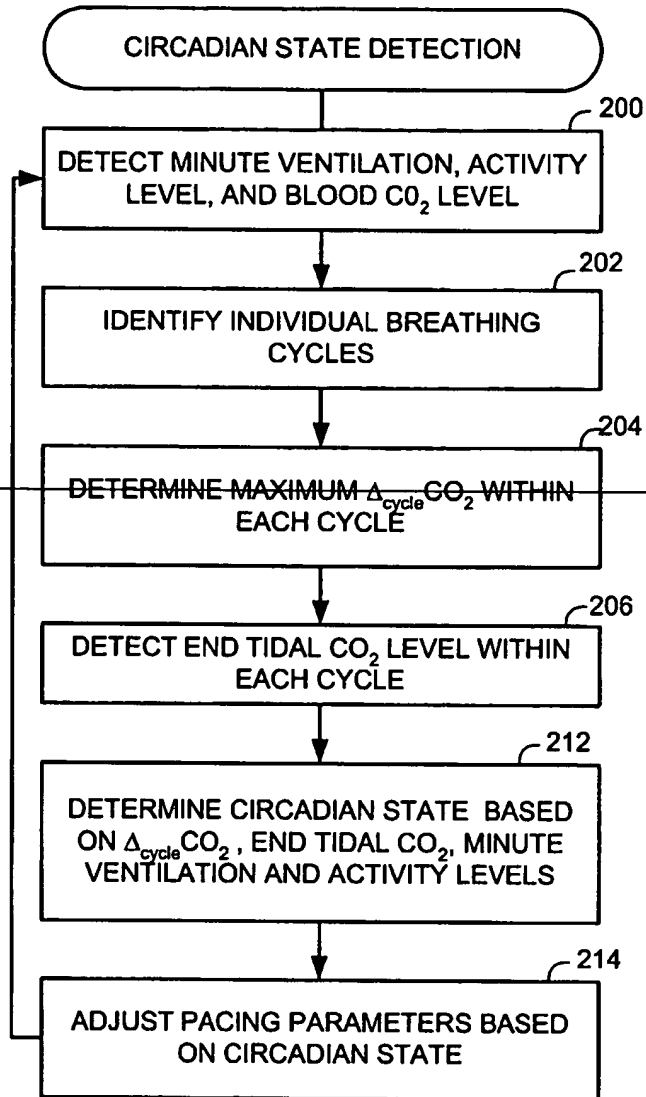 CIRCADIAN STATE DETECTION
200
DETECT MINUTE VENTILATION, ACTIVITY
LEVEL, AND BLOOD C0₂ LEVEL
202
IDENTIFY INDIVIDUAL BREATHING
CYCLES
204
DETERMINE MAXIMUM Δcycle CO₂ WITHIN
EACH CYCLE
206
DETECT END TIDAL CO₂ LEVEL WITHIN
EACH CYCLE
212
DETERMINE CIRCADIAN STATE BASED
ON Δcycle CO₂ , END TIDAL CO₂, MINUTE
VENTILATION AND ACTIVITY LEVELS
214
ADJUST PACING PARAMETERS BASED
ON CIRCADIAN STATE